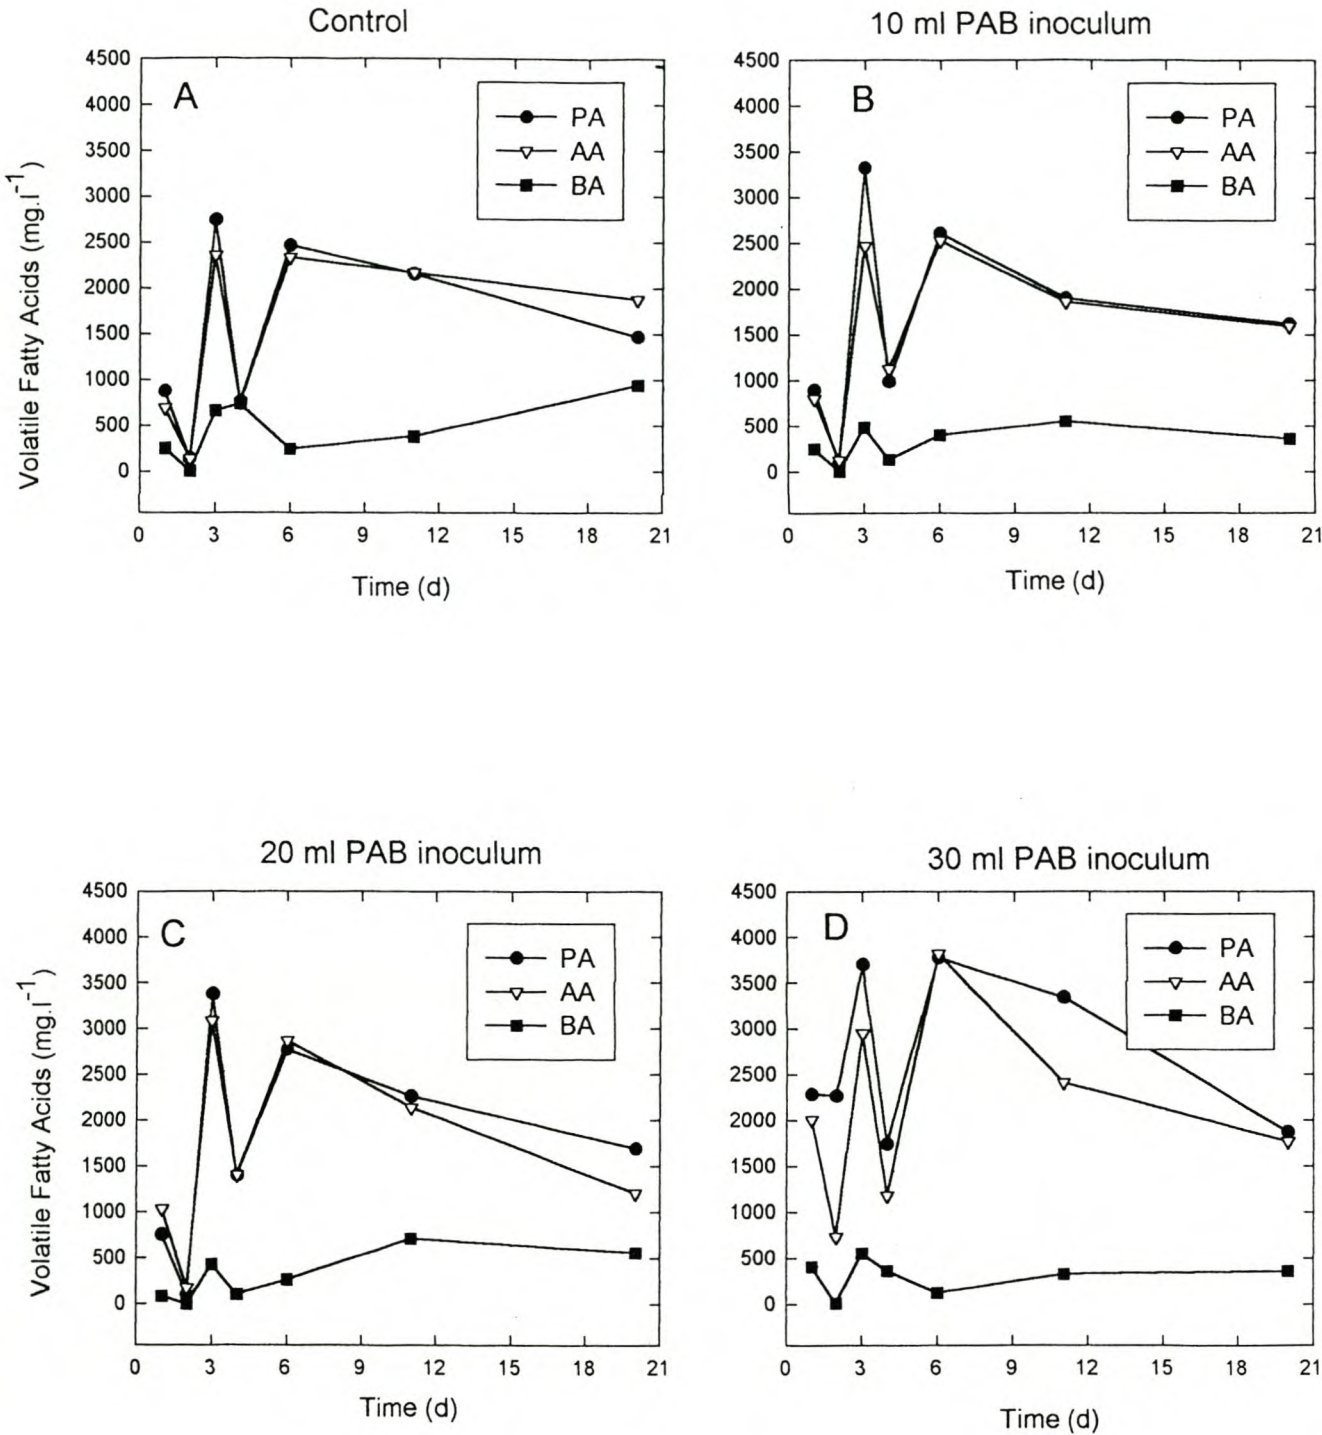 Control
A
PA
AA
BA
Volatile Fatty Acids (mg.l⁻¹)
4500
4000
3500
3000
2500
2000
1500
1000
500
0
0 3 6 9 12 15 18 21
Time (d)
10 ml PAB inoculum
B
PA
AA
BA
4500
4000
3500
3000
2500
2000
1500
1000
500
0
0 3 6 9 12 15 18 21
Time (d)
20 ml PAB inoculum
C
PA
AA
BA
Volatile Fatty Acids (mg.l⁻¹)
4500
4000
3500
3000
2500
2000
1500
1000
500
0
0 3 6 9 12 15 18 21
Time (d)
30 ml PAB inoculum
D
PA
AA
BA
4500
4000
3500
3000
2500
2000
1500
1000
500
0
0 3 6 9 12 15 18 21
Time (d)